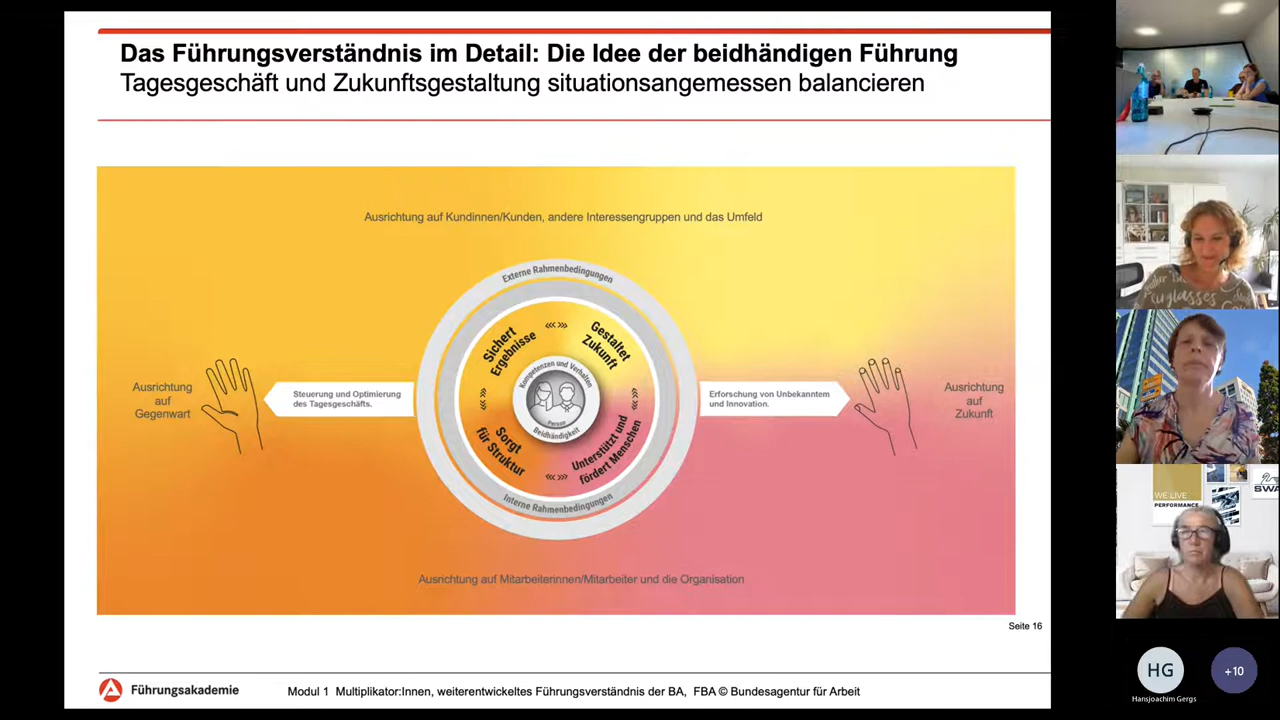 Das Führungsverständnis im Detail: Die Idee der beidhändigen Führung
Tagesgeschäft und Zukunftsgestaltung situationsangemessen balancieren
Ausrichtung auf Kundinnen/Kunden, andere Interessengruppen und das Umfeld
Externe Rahmenbedingungen
Sichert
Ergebnisse
Gestaltet
Zukunft
Kompetenzen und Verhalten
Person
Beidhändigkeit
Ausrichtung
auf
Gegenwart
Steuerung und Optimierung
des Tagesgeschäfts.
Erforschung von Unbekanntem
und Innovation.
Ausrichtung
auf
Zukunft
Sorgt
für Struktur
Unterstützt und
fördert Menschen
Interne Rahmenbedingungen
Ausrichtung auf Mitarbeiterinnen/Mitarbeiter und die Organisation
Seite 16
Führungsakademie
Modul 1 Multiplikator:Innen, weiterentwickeltes Führungsverständnis der BA, FBA © Bundesagentur für Arbeit
WE LIVE
PERFORMANCE
SWA
HG
+10
Hansjoachim Gergs